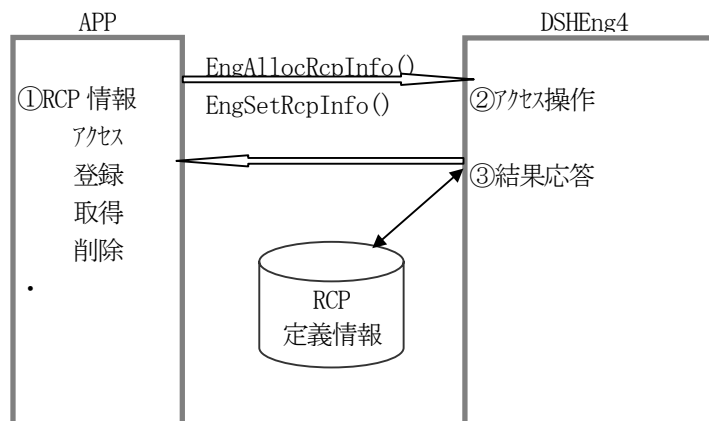 APP
DSHEng4
EngAllocRcpInfo()
EngSetRcpInfo()
①RCP 情報
ｱｸｾｽ
登録
取得
削除
・
②ｱｸｾｽ操作
③結果応答
RCP
定義情報